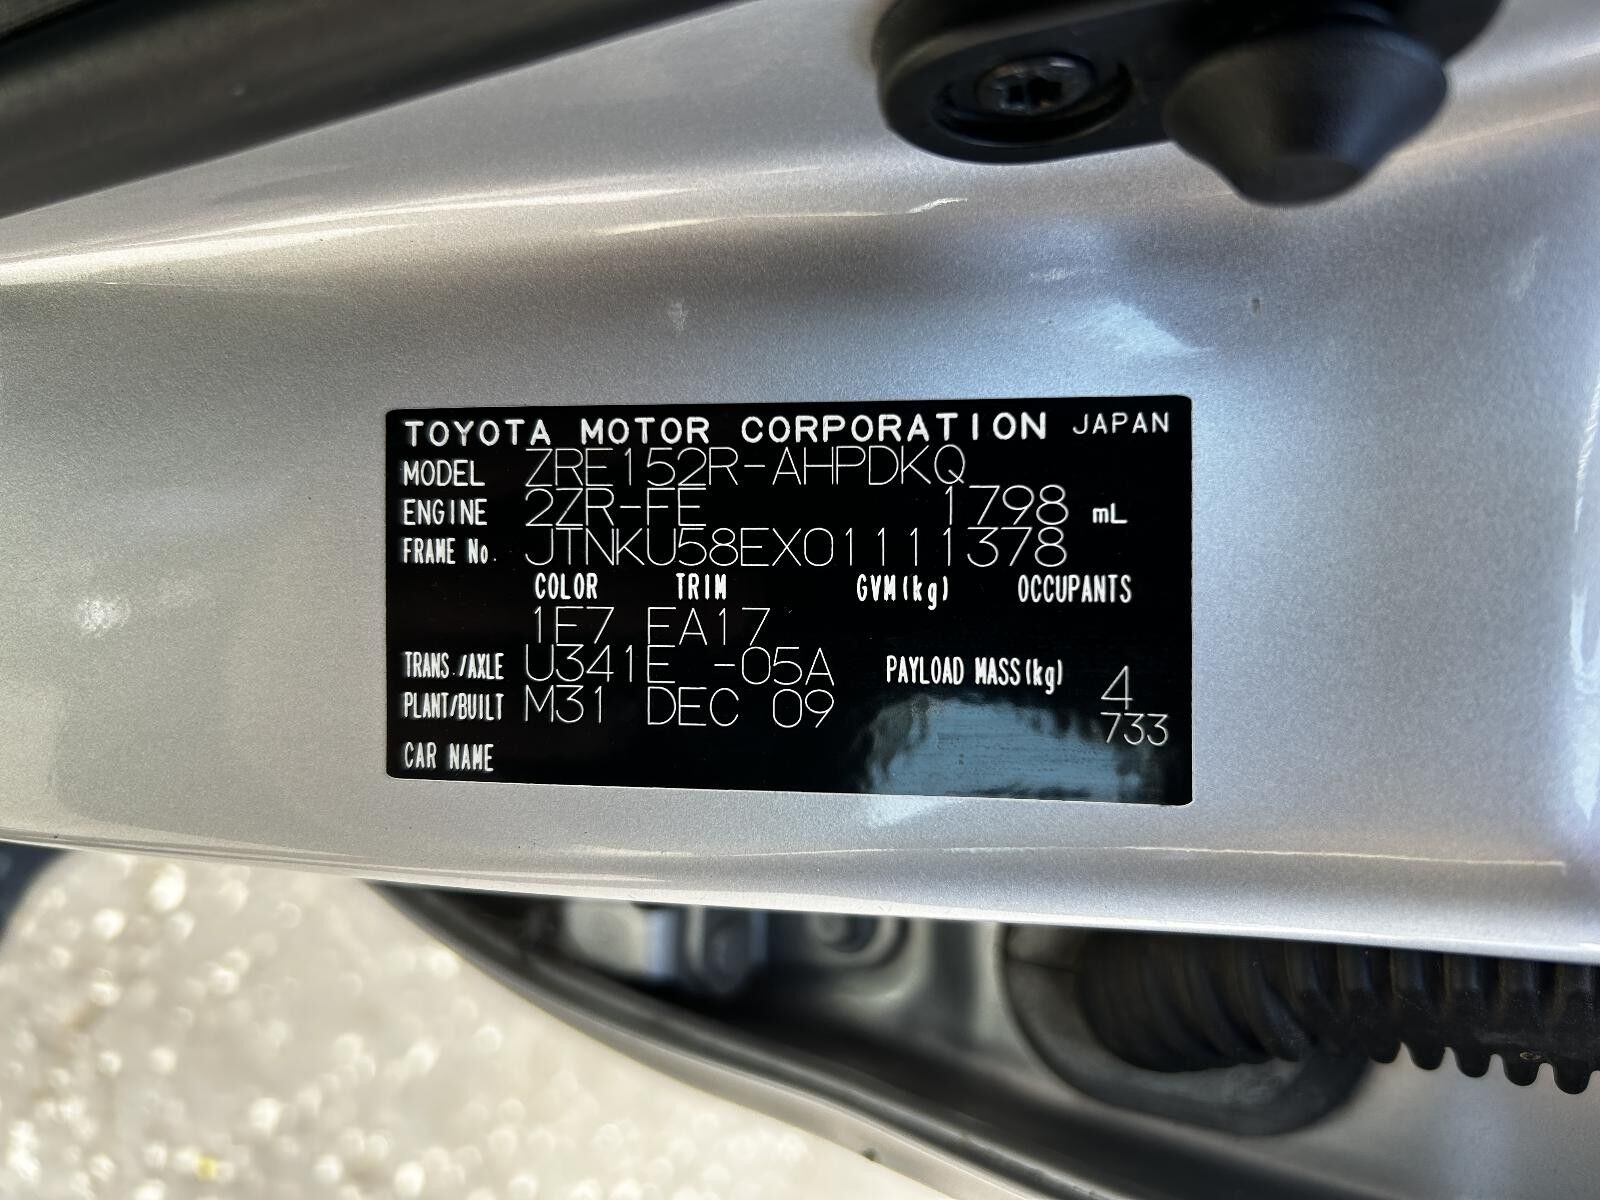 TOYOTA MOTOR CORPORATION JAPAN
MODEL ZRE152R-AHPDKQ
ENGINE 2ZR-FE 1798 mL
FRAME No. JTNKU58EX01111378
COLOR TRIM GVM(kg) OCCUPANTS
1E7 EA17
TRANS./AXLE U341E -05A PAYLOAD MASS(kg) 4
PLANT/BUILT M31 DEC 09 733
CAR NAME